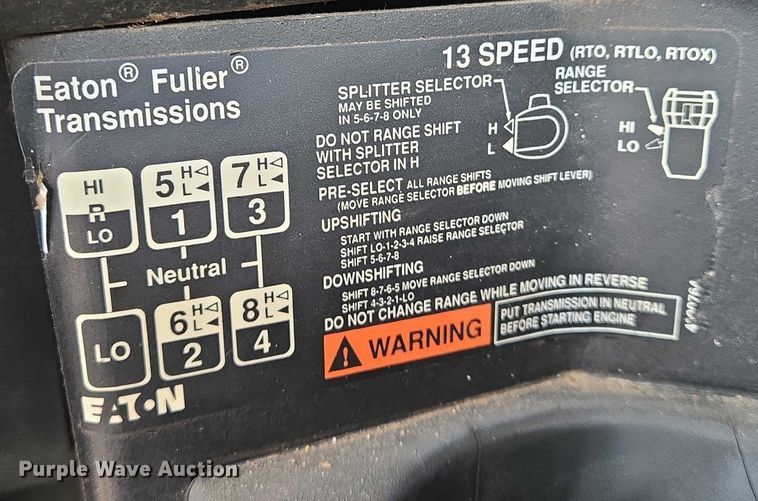 Eaton® Fuller®
Transmissions
13 SPEED (RTO, RTLO, RTOX)
SPLITTER SELECTOR
MAY BE SHIFTED
IN 5-6-7-8 ONLY
RANGE
SELECTOR
H
L
HI
LO
DO NOT RANGE SHIFT
WITH SPLITTER
SELECTOR IN H
PRE-SELECT ALL RANGE SHIFTS
(MOVE RANGE SELECTOR BEFORE MOVING SHIFT LEVER)
UPSHIFTING
START WITH RANGE SELECTOR DOWN
SHIFT LO-1-2-3-4 RAISE RANGE SELECTOR
SHIFT 5-6-7-8
DOWNSHIFTING
SHIFT 8-7-6-5 MOVE RANGE SELECTOR DOWN
SHIFT 4-3-2-1-LO
DO NOT CHANGE RANGE WHILE MOVING IN REVERSE
WARNING
PUT TRANSMISSION IN NEUTRAL
BEFORE STARTING ENGINE
HI
R
LO
5 H L
1
7 H L
3
Neutral
LO
6 H L
2
8 H L
4
EATON
Purple Wave Auction